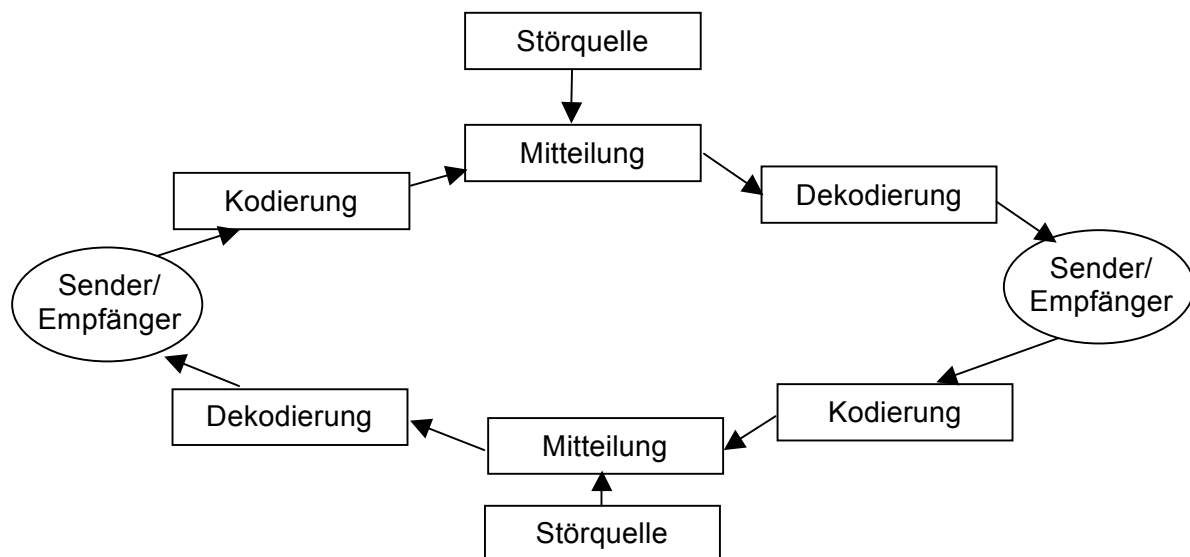 Störquelle
Mitteilung
Kodierung
Dekodierung
Sender/
Empfänger
Sender/
Empfänger
Dekodierung
Kodierung
Mitteilung
Störquelle